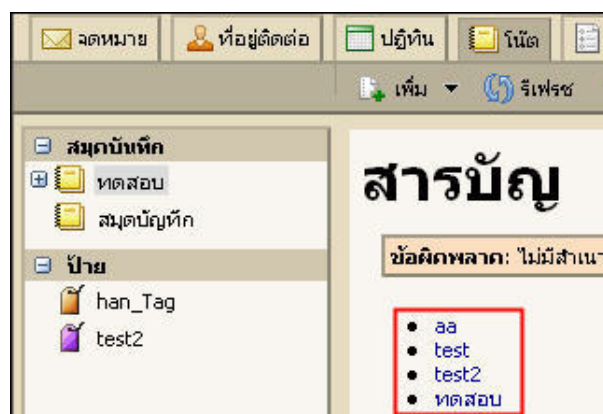 จดหมาย ที่อยู่ติดต่อ ปฏิทิน โน้ต
เพิ่ม รีเฟรช
สมุดบันทึก
ทดสอบ
สมุดบัญทึก
ป้าย
han_Tag
test2
สารบัญ
ข้อผิดพลาด: ไม่มีสำเนา
aa
test
test2
ทดสอบ